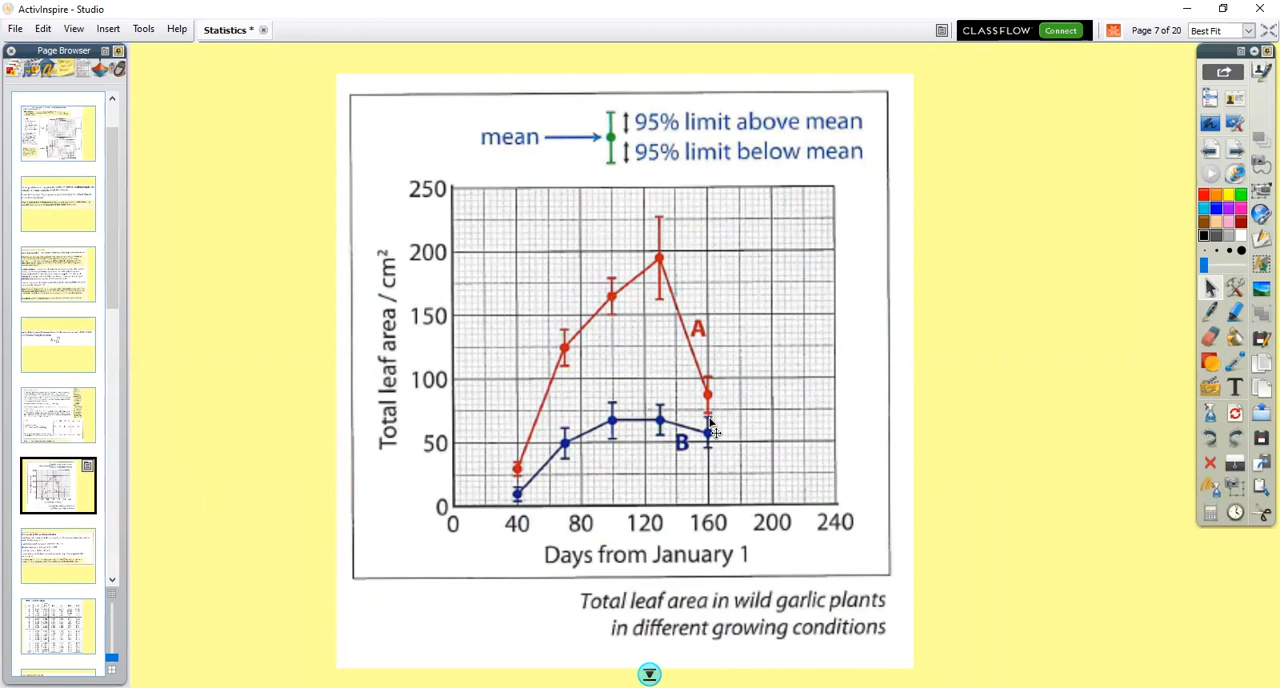 ActivInspire - Studio
File Edit View Insert Tools Help
Statistics *
CLASSFLOW Connect
Page 7 of 20
Best Fit
Page Browser
mean
95% limit above mean
95% limit below mean
Total leaf area / cm²
250
200
150
100
50
0
A
B
0 40 80 120 160 200 240
Days from January 1
Total leaf area in wild garlic plants
in different growing conditions